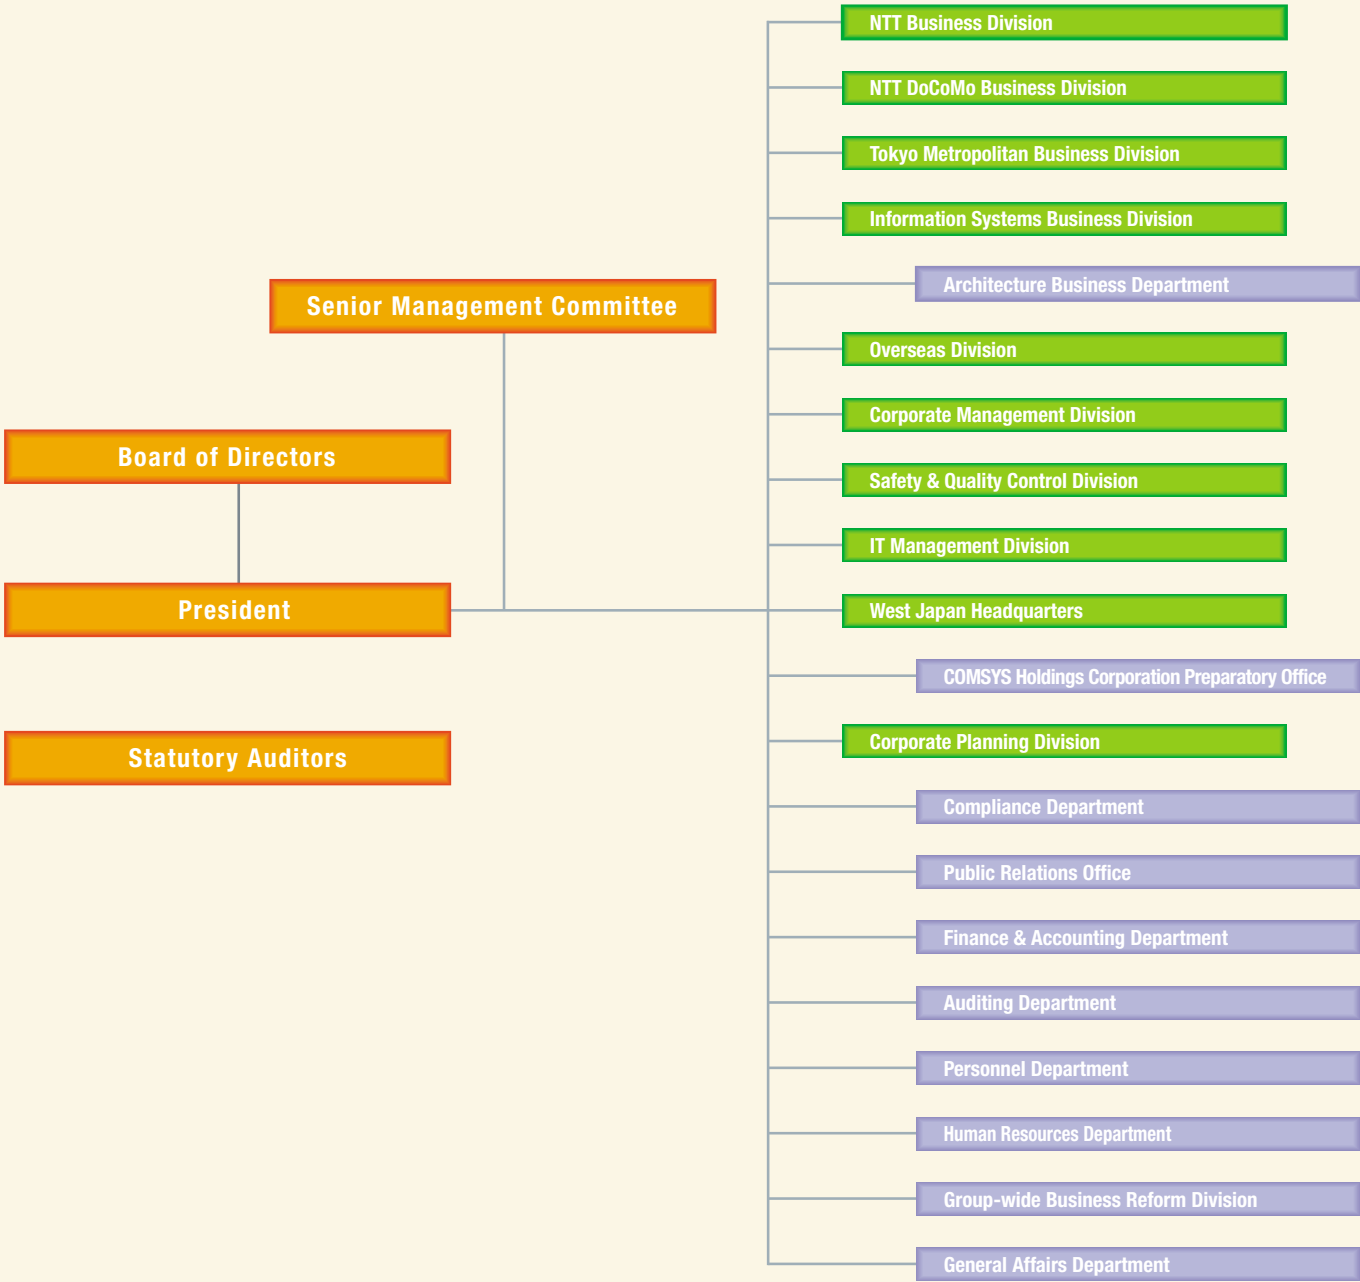 Senior Management Committee
Board of Directors
President
Statutory Auditors
NTT Business Division
NTT DoCoMo Business Division
Tokyo Metropolitan Business Division
Information Systems Business Division
Architecture Business Department
Overseas Division
Corporate Management Division
Safety & Quality Control Division
IT Management Division
West Japan Headquarters
COMSYS Holdings Corporation Preparatory Office
Corporate Planning Division
Compliance Department
Public Relations Office
Finance & Accounting Department
Auditing Department
Personnel Department
Human Resources Department
Group-wide Business Reform Division
General Affairs Department